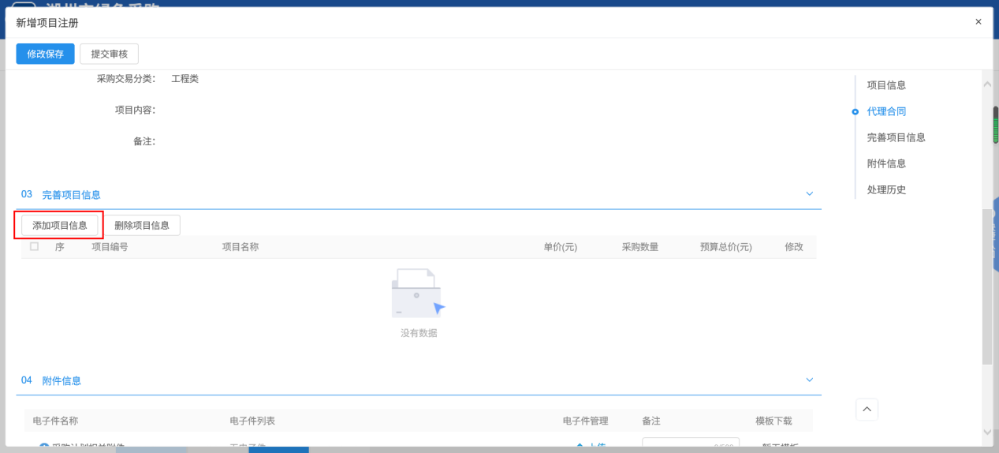 新增项目注册
×
修改保存 提交审核
采购交易分类： 工程类
项目内容：
备注：
项目信息
代理合同
完善项目信息
附件信息
处理历史
03 完善项目信息
添加项目信息 删除项目信息
序 项目编号 项目名称 单价(元) 采购数量 预算总价(元) 修改
没有数据
04 附件信息
电子件名称 电子件列表 电子件管理 备注 模板下载